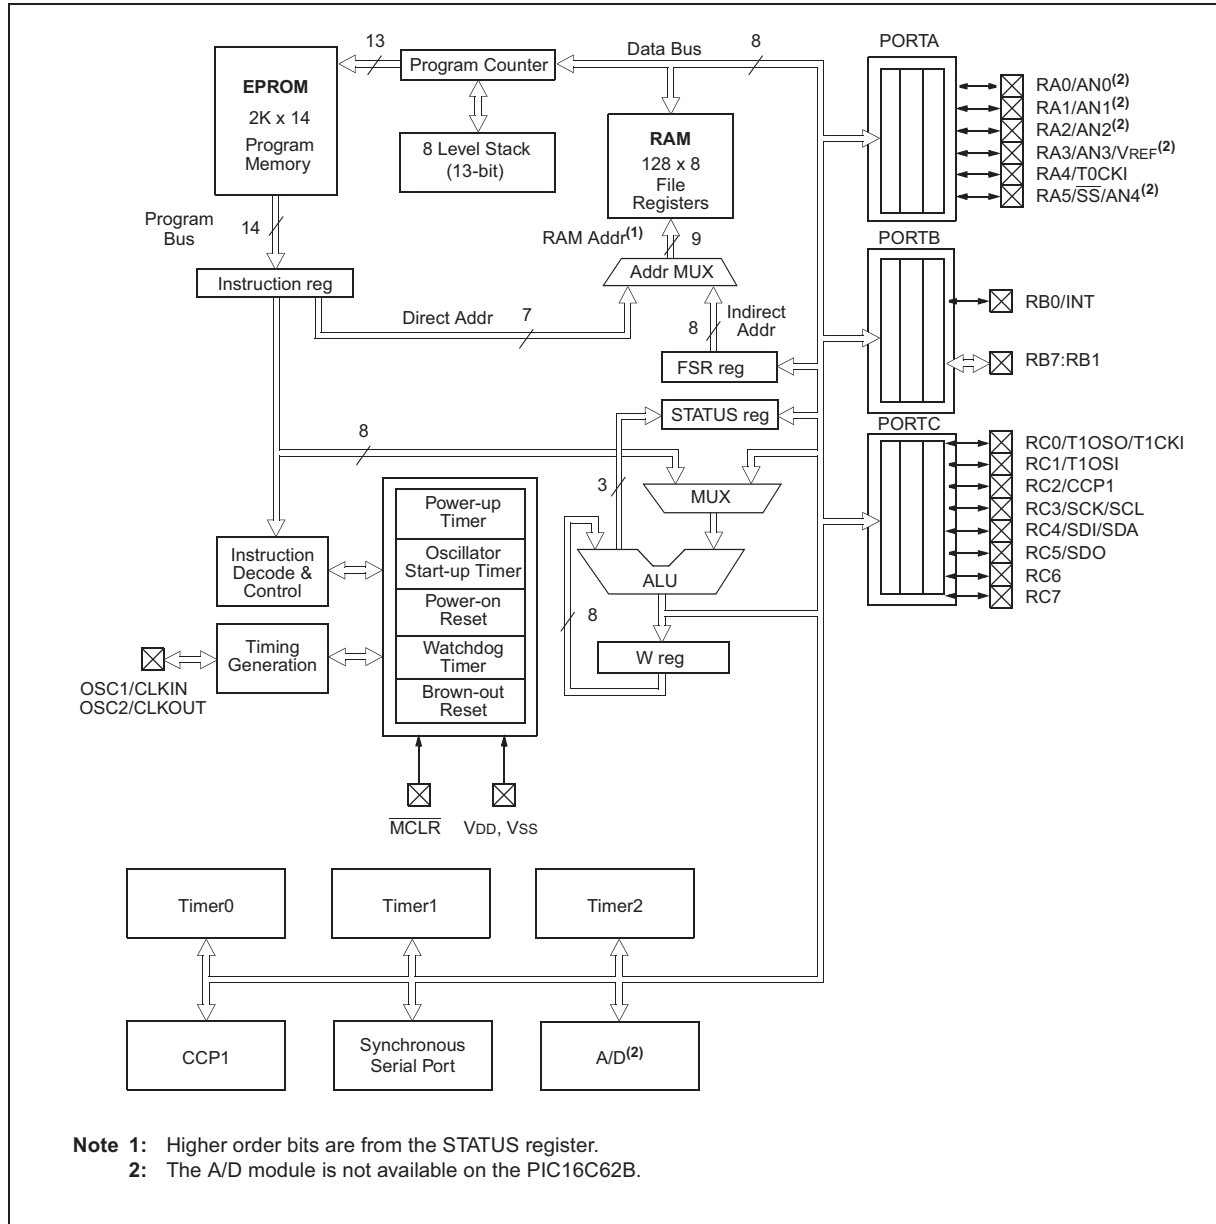 13
Data Bus
8
PORTA
EPROM
2K x 14
Program
Memory
Program Counter
8 Level Stack
(13-bit)
RAM
128 x 8
File
Registers
RA0/AN0(2)
RA1/AN1(2)
RA2/AN2(2)
RA3/AN3/VREF(2)
RA4/T0CKI
RA5/SS/AN4(2)
Program
Bus
14
RAM Addr(1)
9
PORTB
Instruction reg
Addr MUX
Direct Addr
7
Indirect
Addr
8
RB0/INT
RB7:RB1
FSR reg
STATUS reg
PORTC
8
3
MUX
RC0/T1OSO/T1CKI
RC1/T1OSI
RC2/CCP1
RC3/SCK/SCL
RC4/SDI/SDA
RC5/SDO
RC6
RC7
Power-up
Timer
Oscillator
Start-up Timer
Power-on
Reset
Watchdog
Timer
Brown-out
Reset
Instruction
Decode &
Control
ALU
8
W reg
Timing
Generation
OSC1/CLKIN
OSC2/CLKOUT
MCLR
VDD, VSS
Timer0
Timer1
Timer2
CCP1
Synchronous
Serial Port
A/D(2)
Note 1: Higher order bits are from the STATUS register.
2: The A/D module is not available on the PIC16C62B.